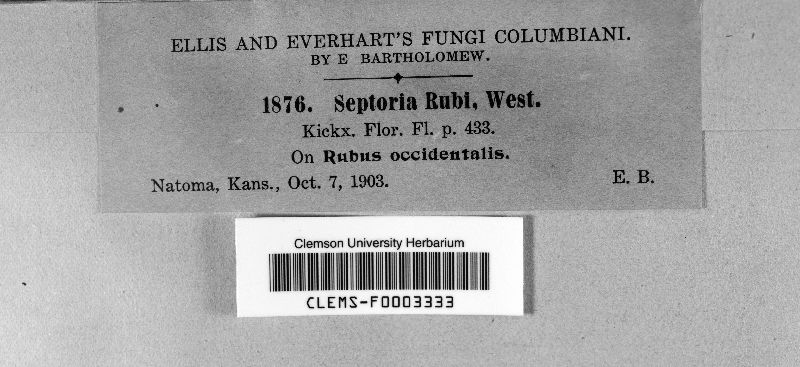 ELLIS AND EVERHART'S FUNGI COLUMBIANI.
BY E BARTHOLOMEW.
1876. Septoria Rubi, West.
Kickx. Flor. Fl. p. 433.
On Rubus occidentalis.
Natoma, Kans., Oct. 7, 1903. E. B.
Clemson University Herbarium
CLEMS-F0003333